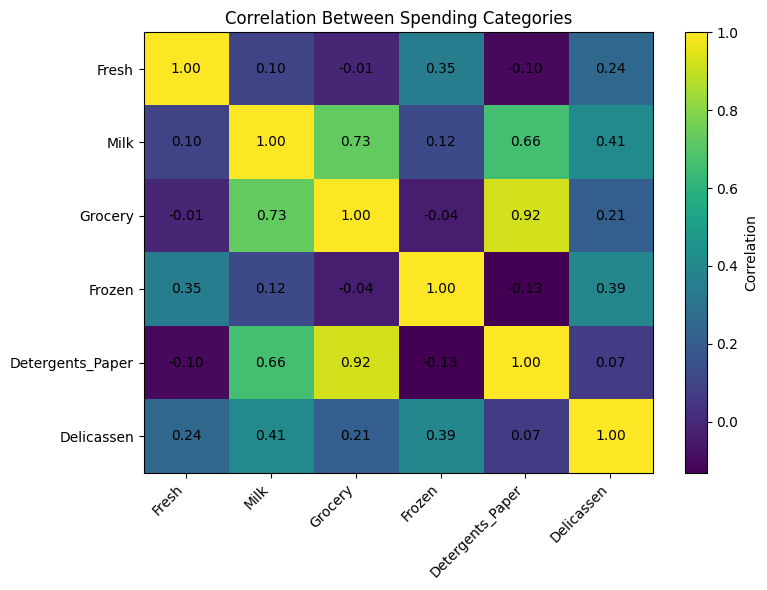 Correlation Between Spending Categories
Fresh 1.00 0.10 -0.01 0.35 -0.10 0.24
Milk 0.10 1.00 0.73 0.12 0.66 0.41
Grocery -0.01 0.73 1.00 -0.04 0.92 0.21
Frozen 0.35 0.12 -0.04 1.00 -0.13 0.39
Detergents_Paper -0.10 0.66 0.92 -0.13 1.00 0.07
Delicassen 0.24 0.41 0.21 0.39 0.07 1.00
Fresh Milk Grocery Frozen Detergents_Paper Delicassen
1.0
0.8
0.6
0.4
0.2
0.0
Correlation